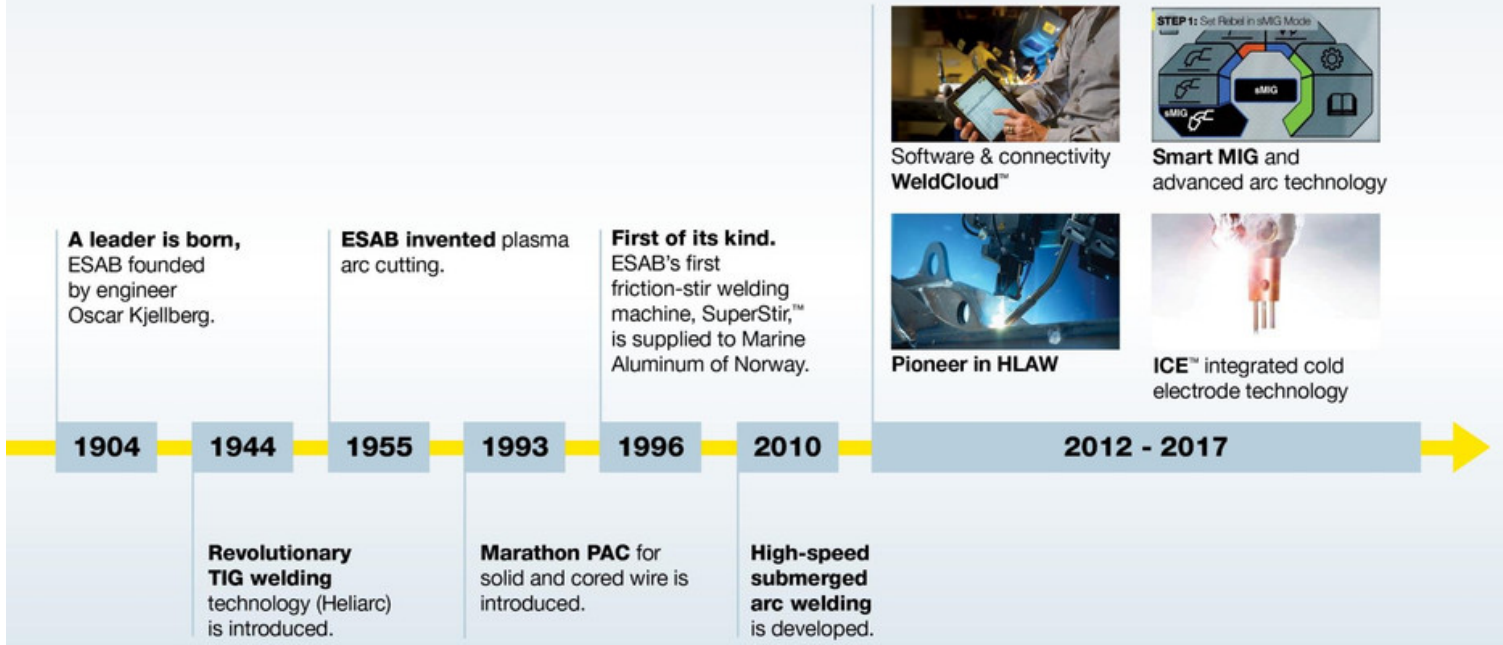 STEP 1: Set Rebel in sMIG Mode
sMIG
sMIG
Software & connectivity
WeldCloud™
Smart MIG and
advanced arc technology
Pioneer in HLAW
ICE™ integrated cold
electrode technology
A leader is born,
ESAB founded
by engineer
Oscar Kjellberg.
ESAB invented plasma
arc cutting.
First of its kind.
ESAB's first
friction-stir welding
machine, SuperStir,™
is supplied to Marine
Aluminum of Norway.
1904
1944
1955
1993
1996
2010
2012 - 2017
Revolutionary
TIG welding
technology (Heliarc)
is introduced.
Marathon PAC for
solid and cored wire is
introduced.
High-speed
submerged
arc welding
is developed.